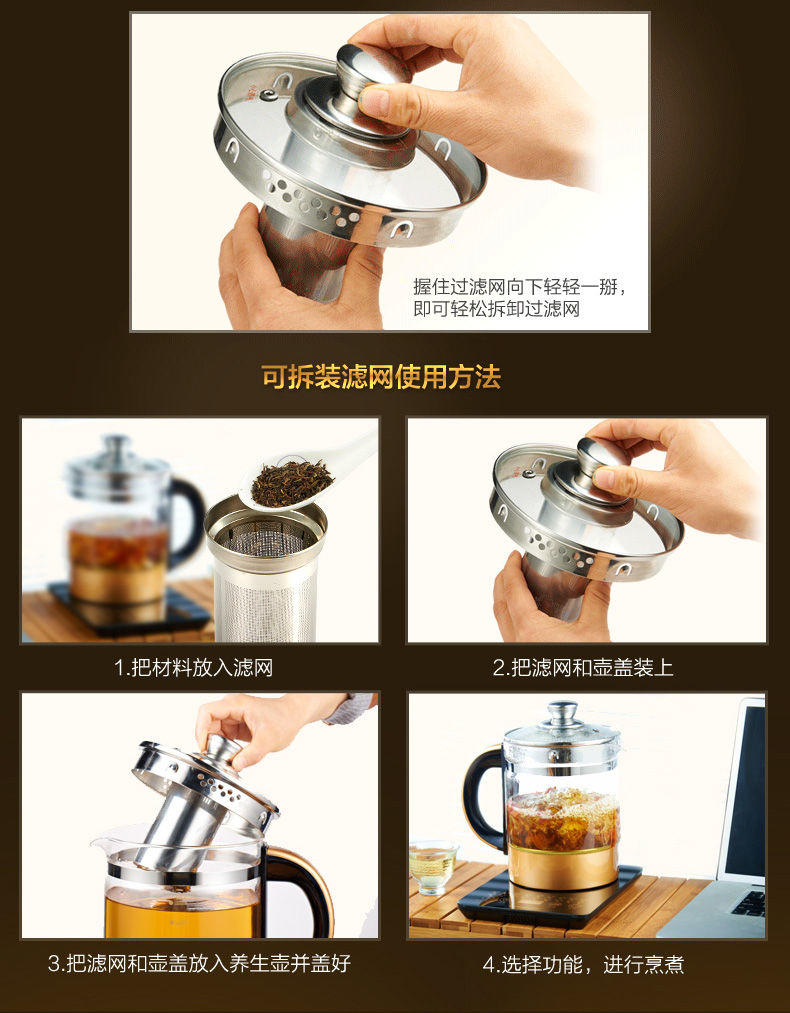 握住过滤网向下轻轻一掰，
即可轻松拆卸过滤网
可拆装滤网使用方法
1.把材料放入滤网
2.把滤网和壶盖装上
3.把滤网和壶盖放入养生壶并盖好
4.选择功能，进行烹煮